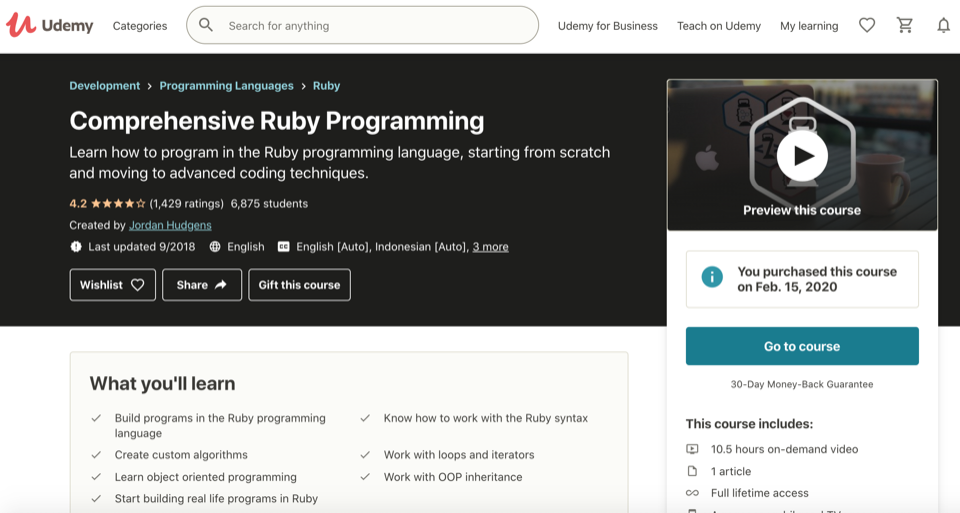 Udemy
Categories
Search for anything
Udemy for Business
Teach on Udemy
My learning
Development > Programming Languages > Ruby
Comprehensive Ruby Programming
Learn how to program in the Ruby programming language, starting from scratch
and moving to advanced coding techniques.
4.2 (1,429 ratings) 6,875 students
Created by Jordan Hudgens
Last updated 9/2018 English CC English [Auto], Indonesian [Auto], 3 more
Wishlist
Share
Gift this course
Preview this course
You purchased this course
on Feb. 15, 2020
Go to course
30-Day Money-Back Guarantee
This course includes:
10.5 hours on-demand video
1 article
Full lifetime access
What you'll learn
Build programs in the Ruby programming
language
Create custom algorithms
Learn object oriented programming
Start building real life programs in Ruby
Know how to work with the Ruby syntax
Work with loops and iterators
Work with OOP inheritance